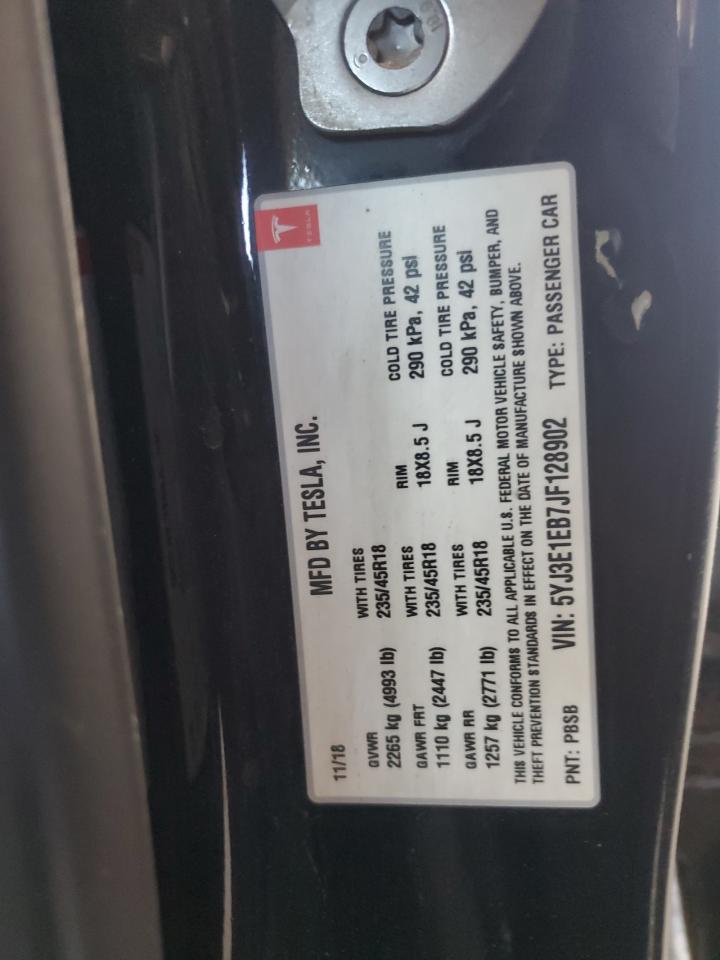 TESLA
MFD BY TESLA, INC.
11/18
GVWR WITH TIRES
2265 kg (4993 lb) 235/45R18
GAWR FRT WITH TIRES RIM COLD TIRE PRESSURE
1110 kg (2447 lb) 235/45R18 18X8.5 J 290 kPa, 42 psi
GAWR RR WITH TIRES RIM COLD TIRE PRESSURE
1257 kg (2771 lb) 235/45R18 18X8.5 J 290 kPa, 42 psi
THIS VEHICLE CONFORMS TO ALL APPLICABLE U.S. FEDERAL MOTOR VEHICLE SAFETY, BUMPER, AND
THEFT PREVENTION STANDARDS IN EFFECT ON THE DATE OF MANUFACTURE SHOWN ABOVE.
PNT: PBSB VIN: 5YJ3E1EB7JF128902 TYPE: PASSENGER CAR